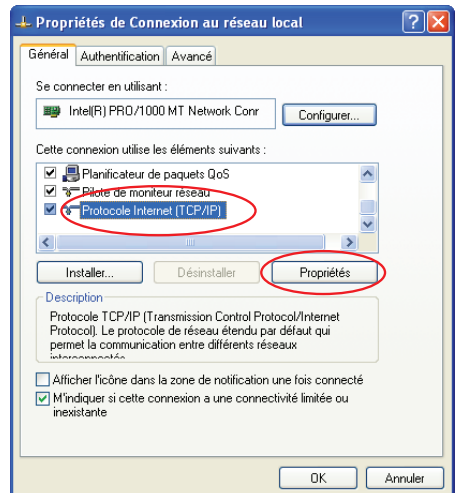 Propriétés de Connexion au réseau local
Général Authentification Avancé
Se connecter en utilisant :
Intel(R) PRO/1000 MT Network Conr
Configurer...
Cette connexion utilise les éléments suivants :
Planificateur de paquets QoS
Pilote de moniteur réseau
Protocole Internet (TCP/IP)
Installer... Désinstaller Propriétés
Description
Protocole TCP/IP (Transmission Control Protocol/Internet
Protocol). Le protocole de réseau étendu par défaut qui
permet la communication entre différents réseaux
interconnectés
Afficher l'icône dans la zone de notification une fois connecté
M'indiquer si cette connexion a une connectivité limitée ou
inexistante
OK Annuler